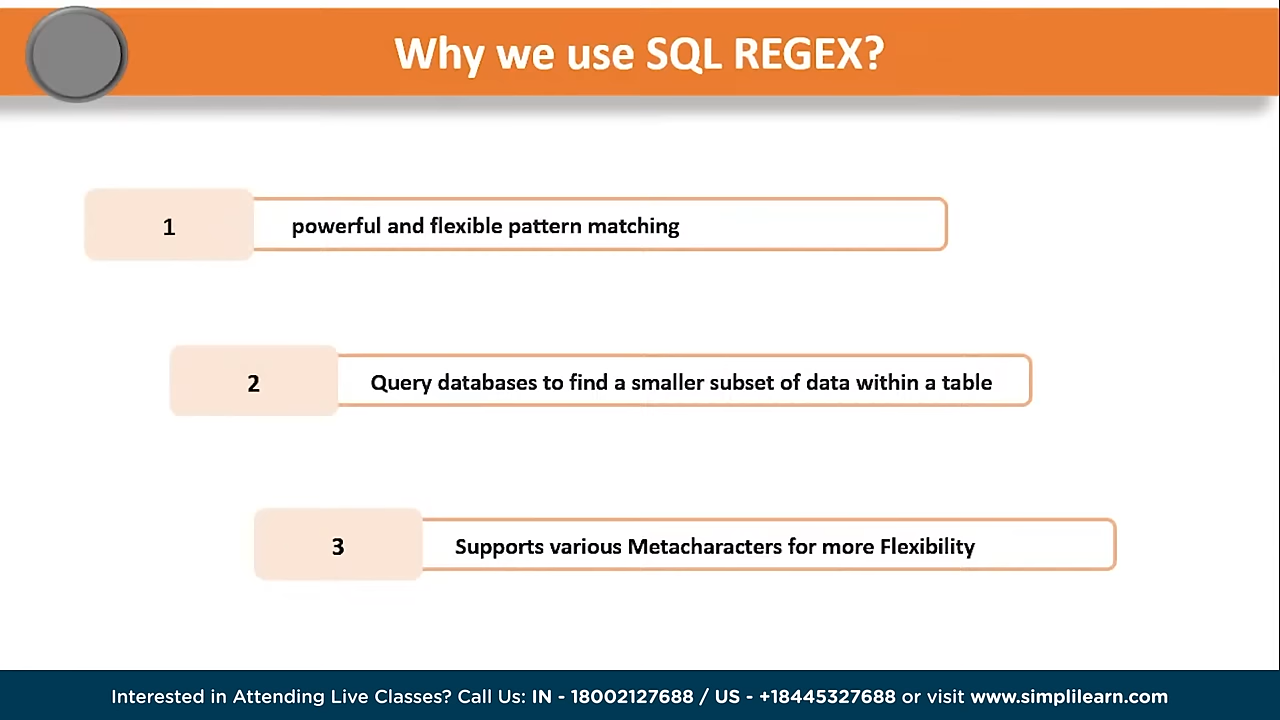 Why we use SQL REGEX?
1
powerful and flexible pattern matching
2
Query databases to find a smaller subset of data within a table
3
Supports various Metacharacters for more Flexibility
Interested in Attending Live Classes? Call Us: IN - 18002127688 / US - +18445327688 or visit www.simplilearn.com